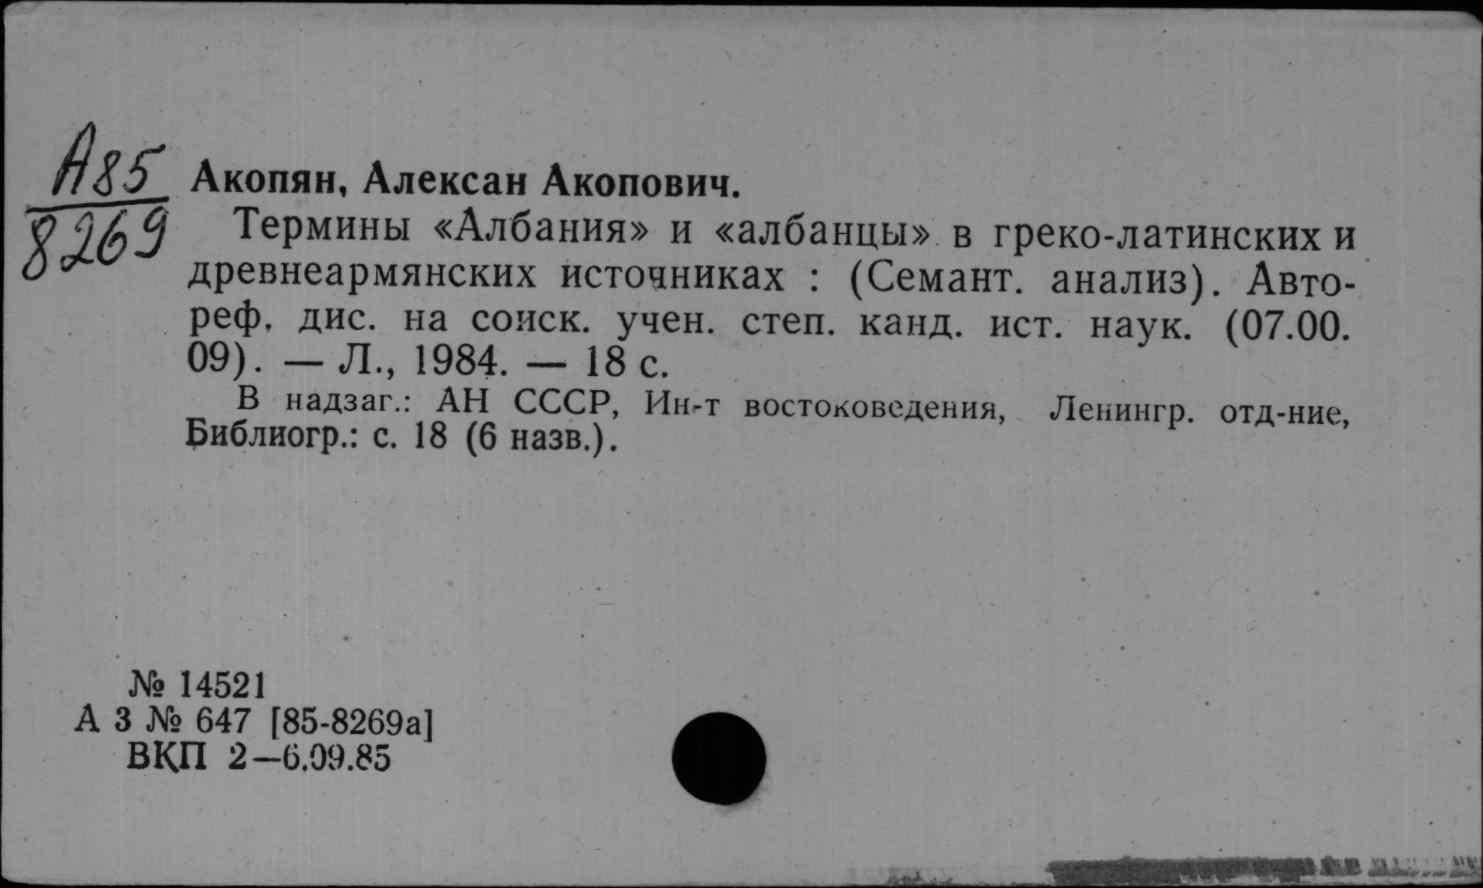 А85
8269
Акопян, Алексан Акопович.
Термины «Албания» и «албанцы» в греко-латинских и
древнеармянских источниках : (Семант. анализ). Авто-
реф. дис. на соиск. учен. степ. канд. ист. наук. (07.00.
09). — Л., 1984. — 18 с.
В надзаг.: АН СССР, Ин-т востоковедения, Ленингр. отд-ние,
Библиогр.: с. 18 (6 назв.).
№ 14521
А З № 647 [85-8269а]
ВКП 2—6.09.85